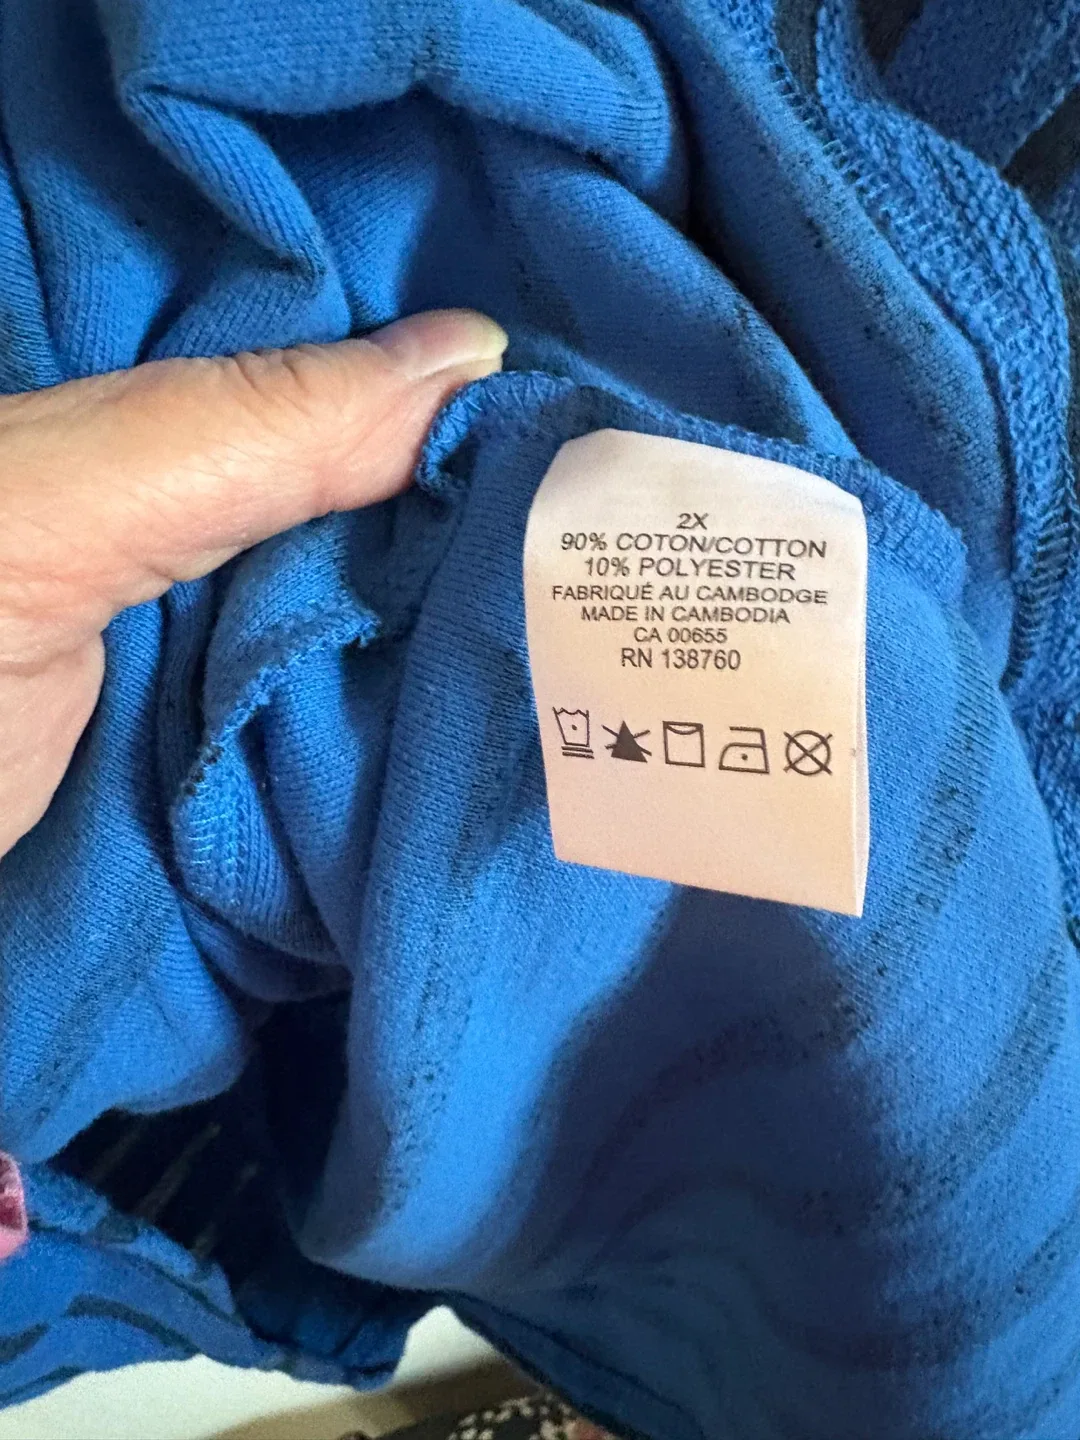 2X
90% COTON/COTTON
10% POLYESTER
FABRIQUÉ AU CAMBODGE
MADE IN CAMBODIA
CA 00655
RN 138760